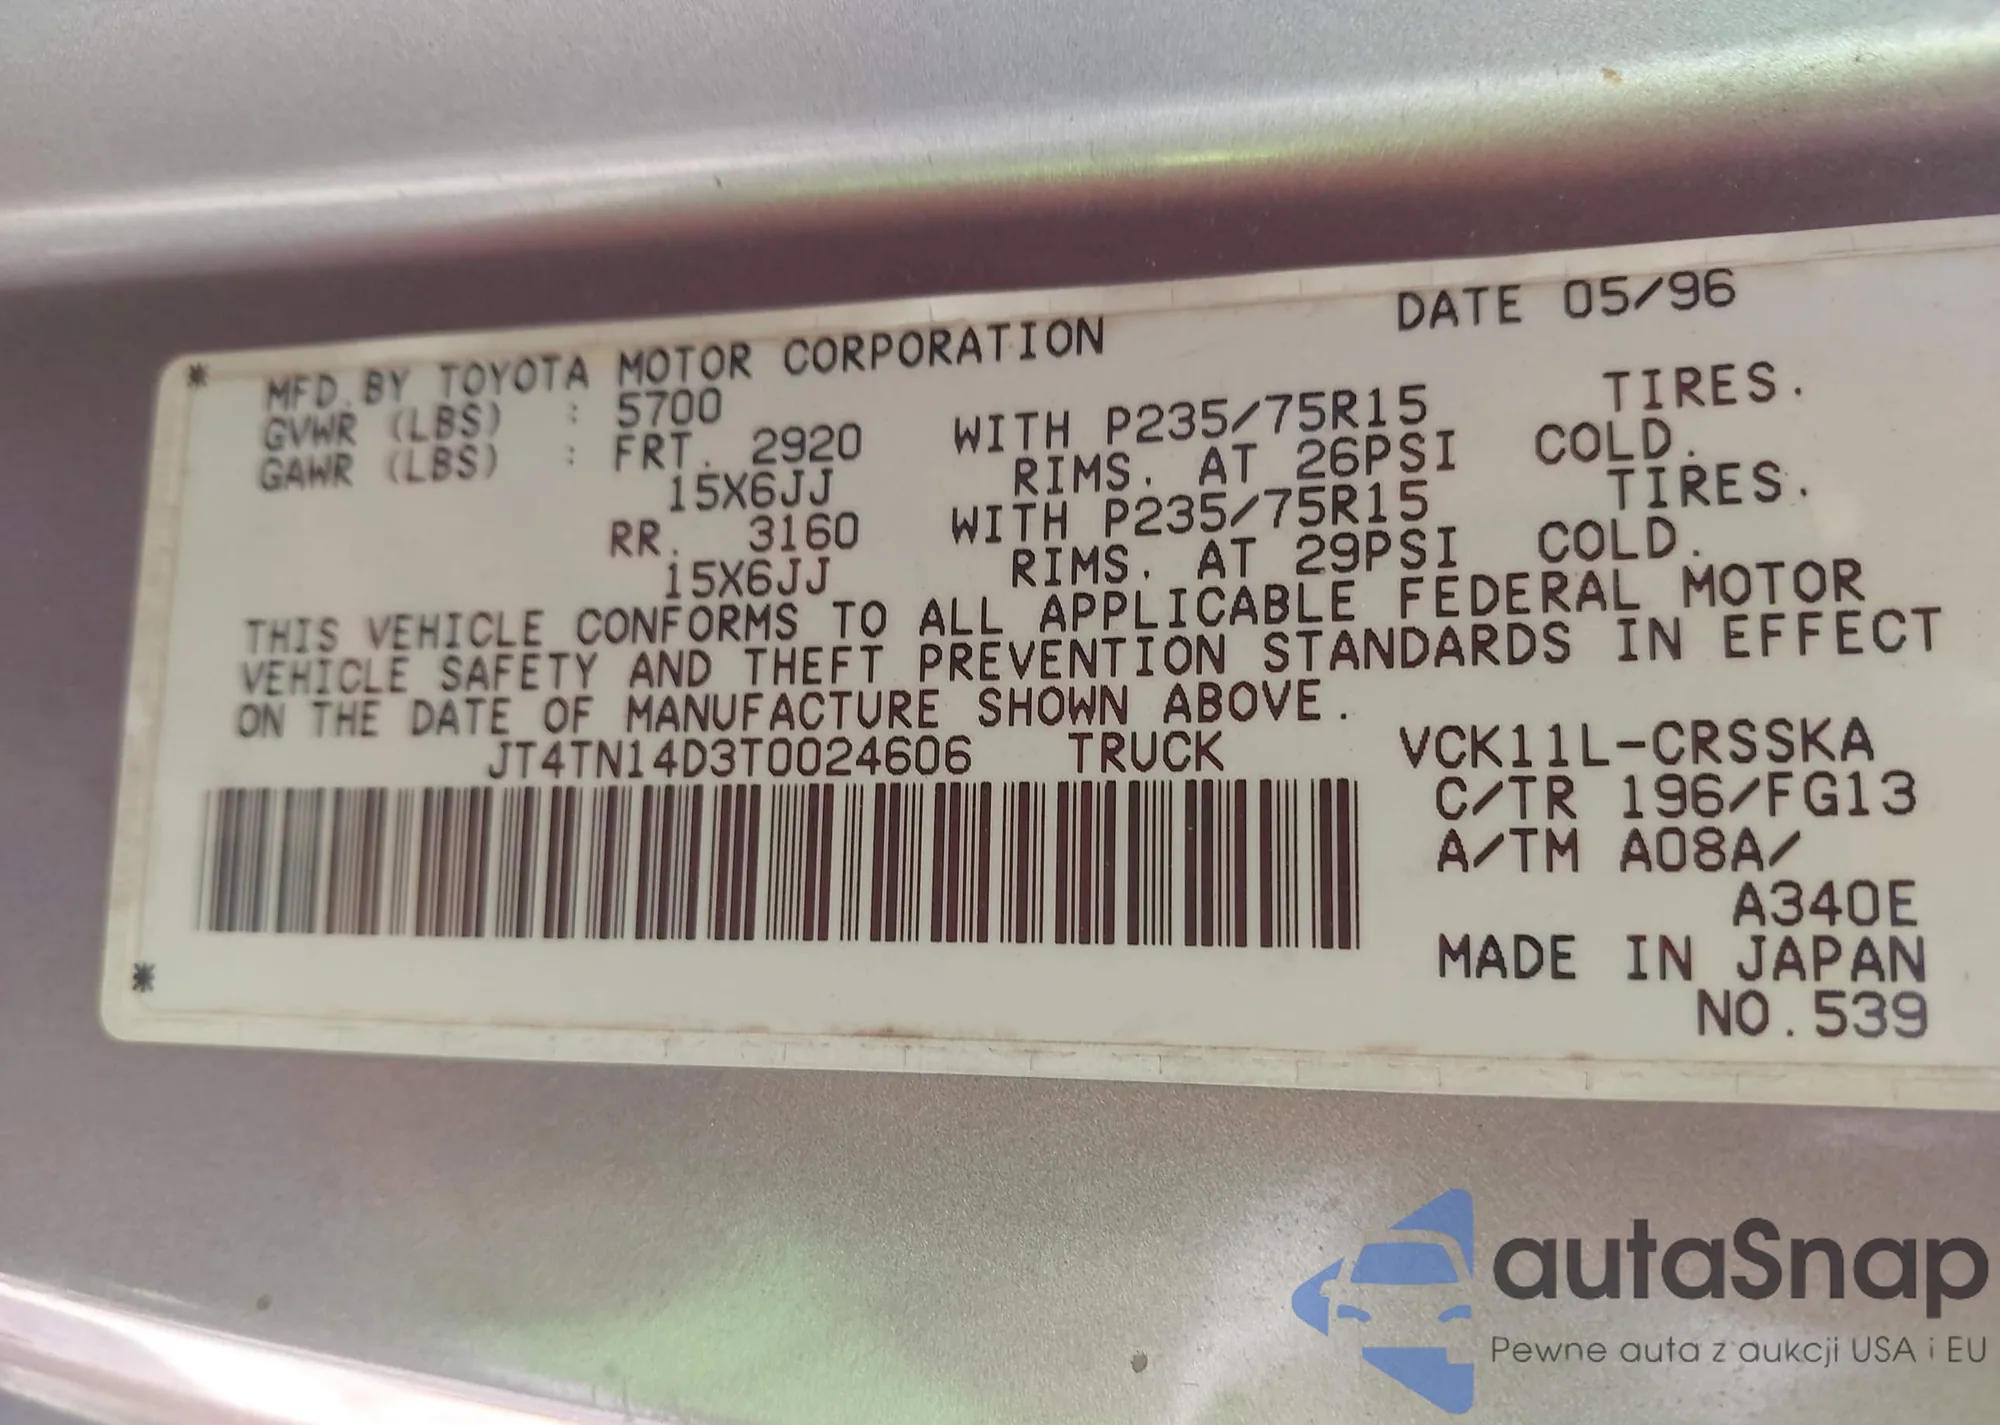 * MFD. BY TOYOTA MOTOR CORPORATION DATE 05/96
GVWR (LBS) : 5700
GAWR (LBS) : FRT. 2920 WITH P235/75R15 TIRES.
15X6JJ RIMS. AT 26PSI COLD.
RR. 3160 WITH P235/75R15 TIRES.
15X6JJ RIMS. AT 29PSI COLD.
THIS VEHICLE CONFORMS TO ALL APPLICABLE FEDERAL MOTOR
VEHICLE SAFETY AND THEFT PREVENTION STANDARDS IN EFFECT
ON THE DATE OF MANUFACTURE SHOWN ABOVE.
JT4TN14D3T0024606 TRUCK VCK11L-CRSSKA
C/TR 196/FG13
A/TM A08A/
A340E
* MADE IN JAPAN
NO.539
autaSnap
Pewne auta z aukcji USA i EU